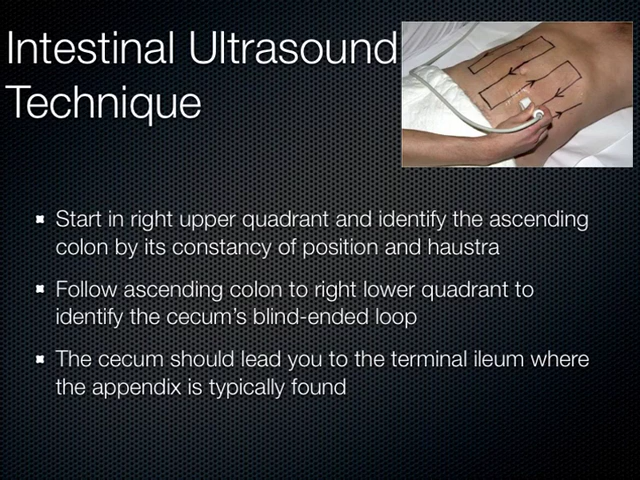 Intestinal Ultrasound
Technique
Start in right upper quadrant and identify the ascending
colon by its constancy of position and haustra
Follow ascending colon to right lower quadrant to
identify the cecum's blind-ended loop
The cecum should lead you to the terminal ileum where
the appendix is typically found